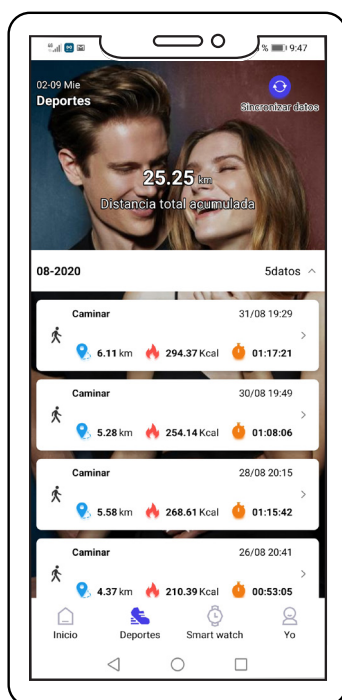 % 9:47
02-09 Mie
Deportes
Sincronizar datos
25.25 km
Distancia total acumulada
08-2020 5datos
Caminar 31/08 19:29
6.11 km 294.37 Kcal 01:17:21
Caminar 30/08 19:49
5.28 km 254.14 Kcal 01:08:06
Caminar 28/08 20:15
5.58 km 268.61 Kcal 01:15:42
Caminar 26/08 20:41
4.37 km 210.39 Kcal 00:53:05
Inicio Deportes Smart watch Yo